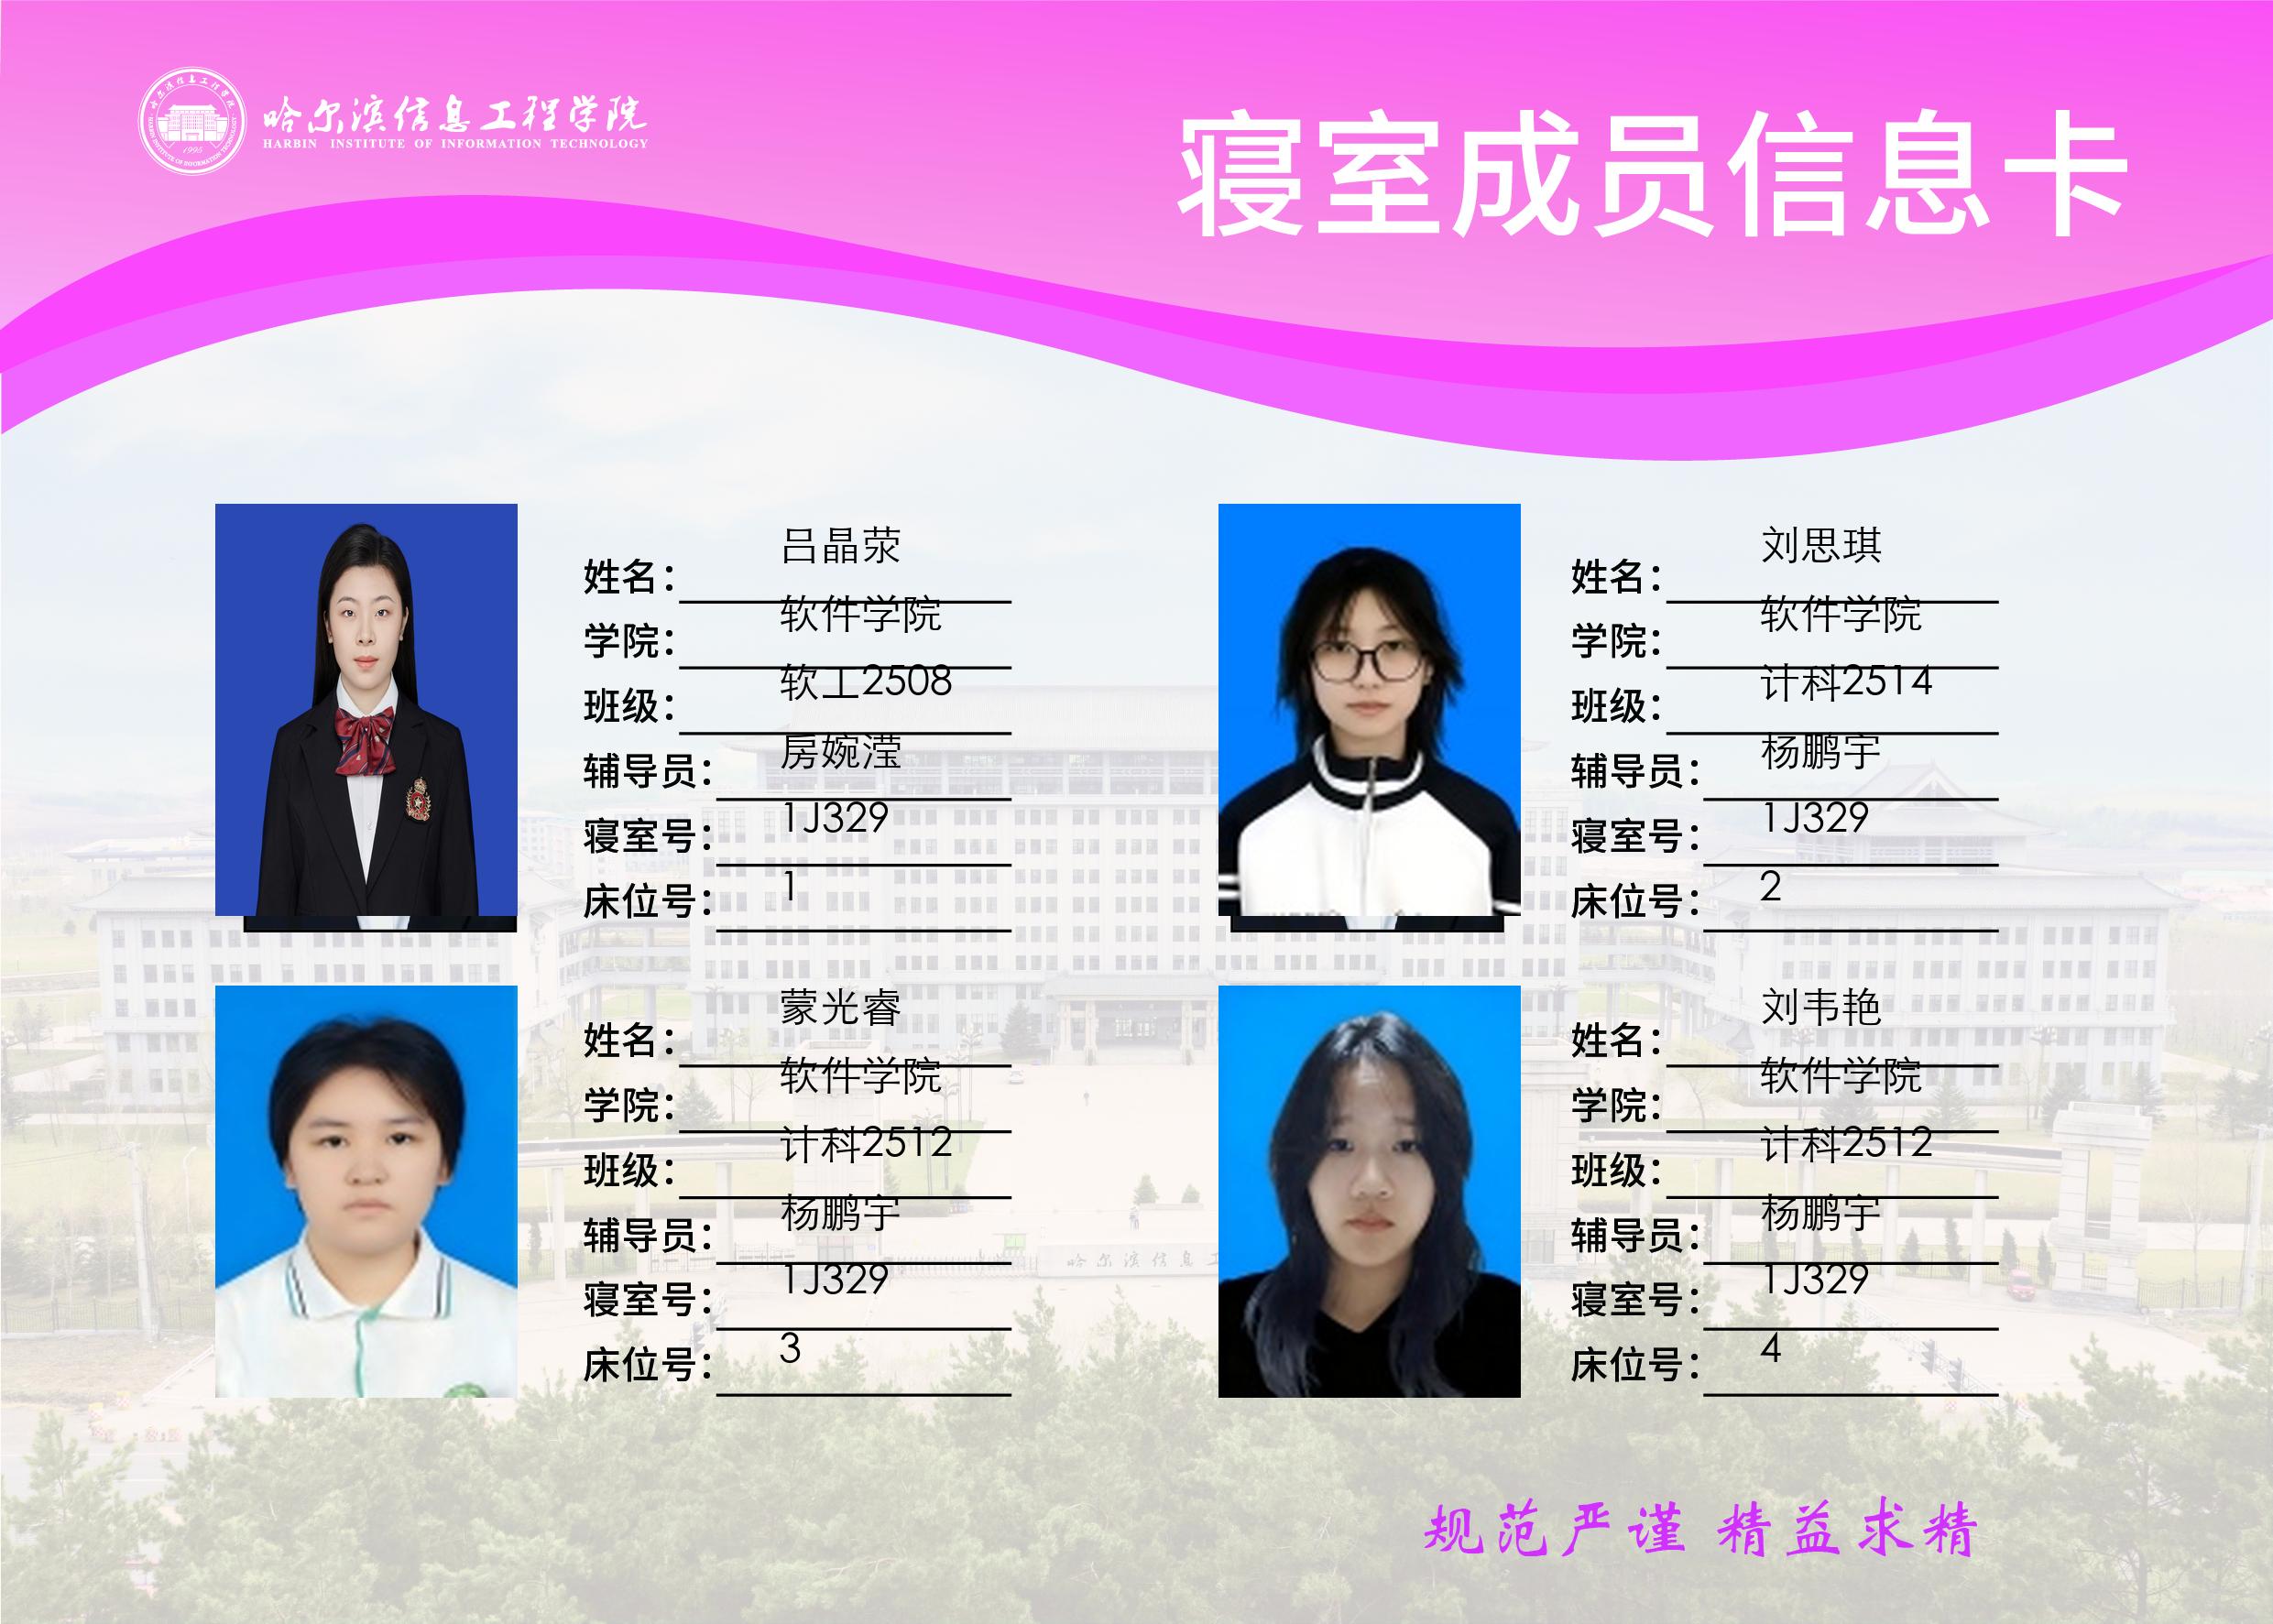 哈尔滨信息工程学院
HARBIN INSTITUTE OF INFORMATION TECHNOLOGY
1995
寝室成员信息卡
姓名：吕晶荥
学院：软件学院
班级：软工2508
辅导员：房婉滢
寝室号：1J329
床位号：1
姓名：刘思琪
学院：软件学院
班级：计科2514
辅导员：杨鹏宇
寝室号：1J329
床位号：2
姓名：蒙光睿
学院：软件学院
班级：计科2512
辅导员：杨鹏宇
寝室号：1J329
床位号：3
姓名：刘韦艳
学院：软件学院
班级：计科2512
辅导员：杨鹏宇
寝室号：1J329
床位号：4
哈尔滨信息工
规范严谨 精益求精